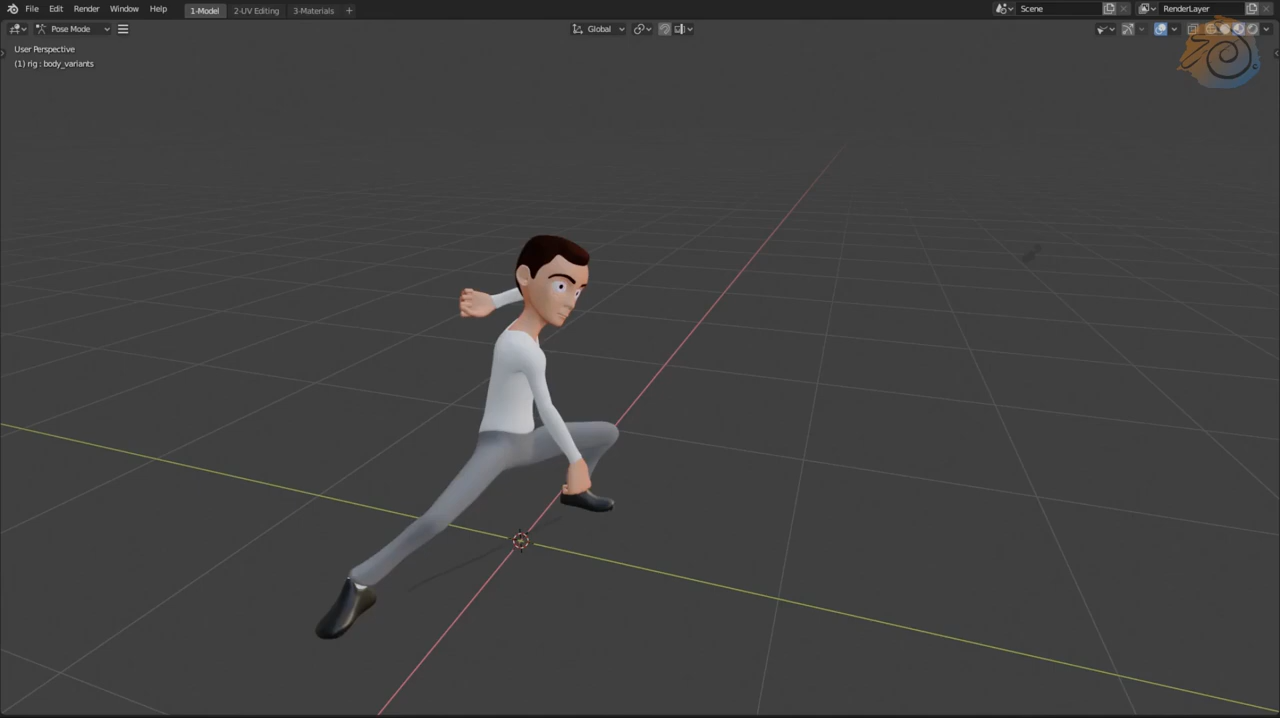 File Edit Render Window Help 1-Model 2-UV Editing 3-Materials + Scene RenderLayer
Pose Mode Global
User Perspective
(1) rig : body_variants